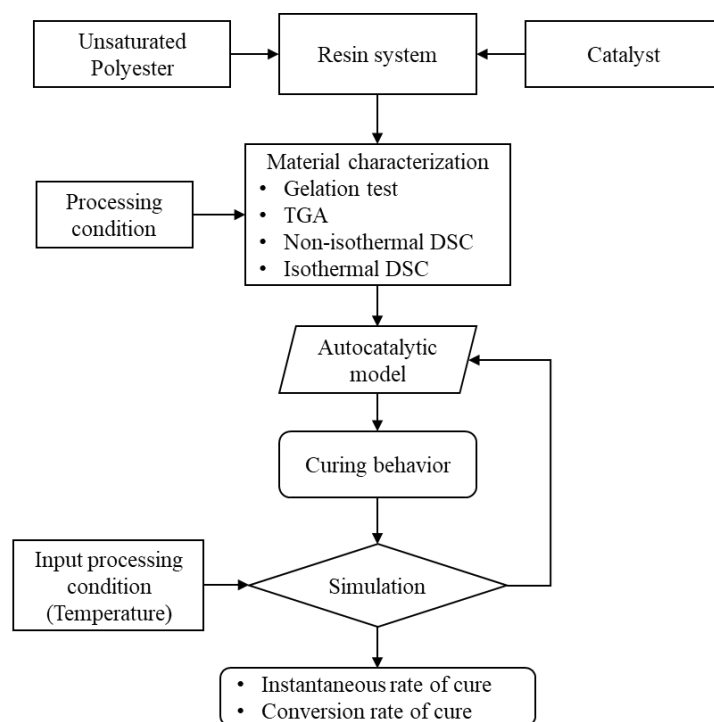 Unsaturated
Polyester
Resin system
Catalyst
Material characterization
• Gelation test
• TGA
• Non-isothermal DSC
• Isothermal DSC
Processing
condition
Autocatalytic
model
Curing behavior
Input processing
condition
(Temperature)
Simulation
• Instantaneous rate of cure
• Conversion rate of cure